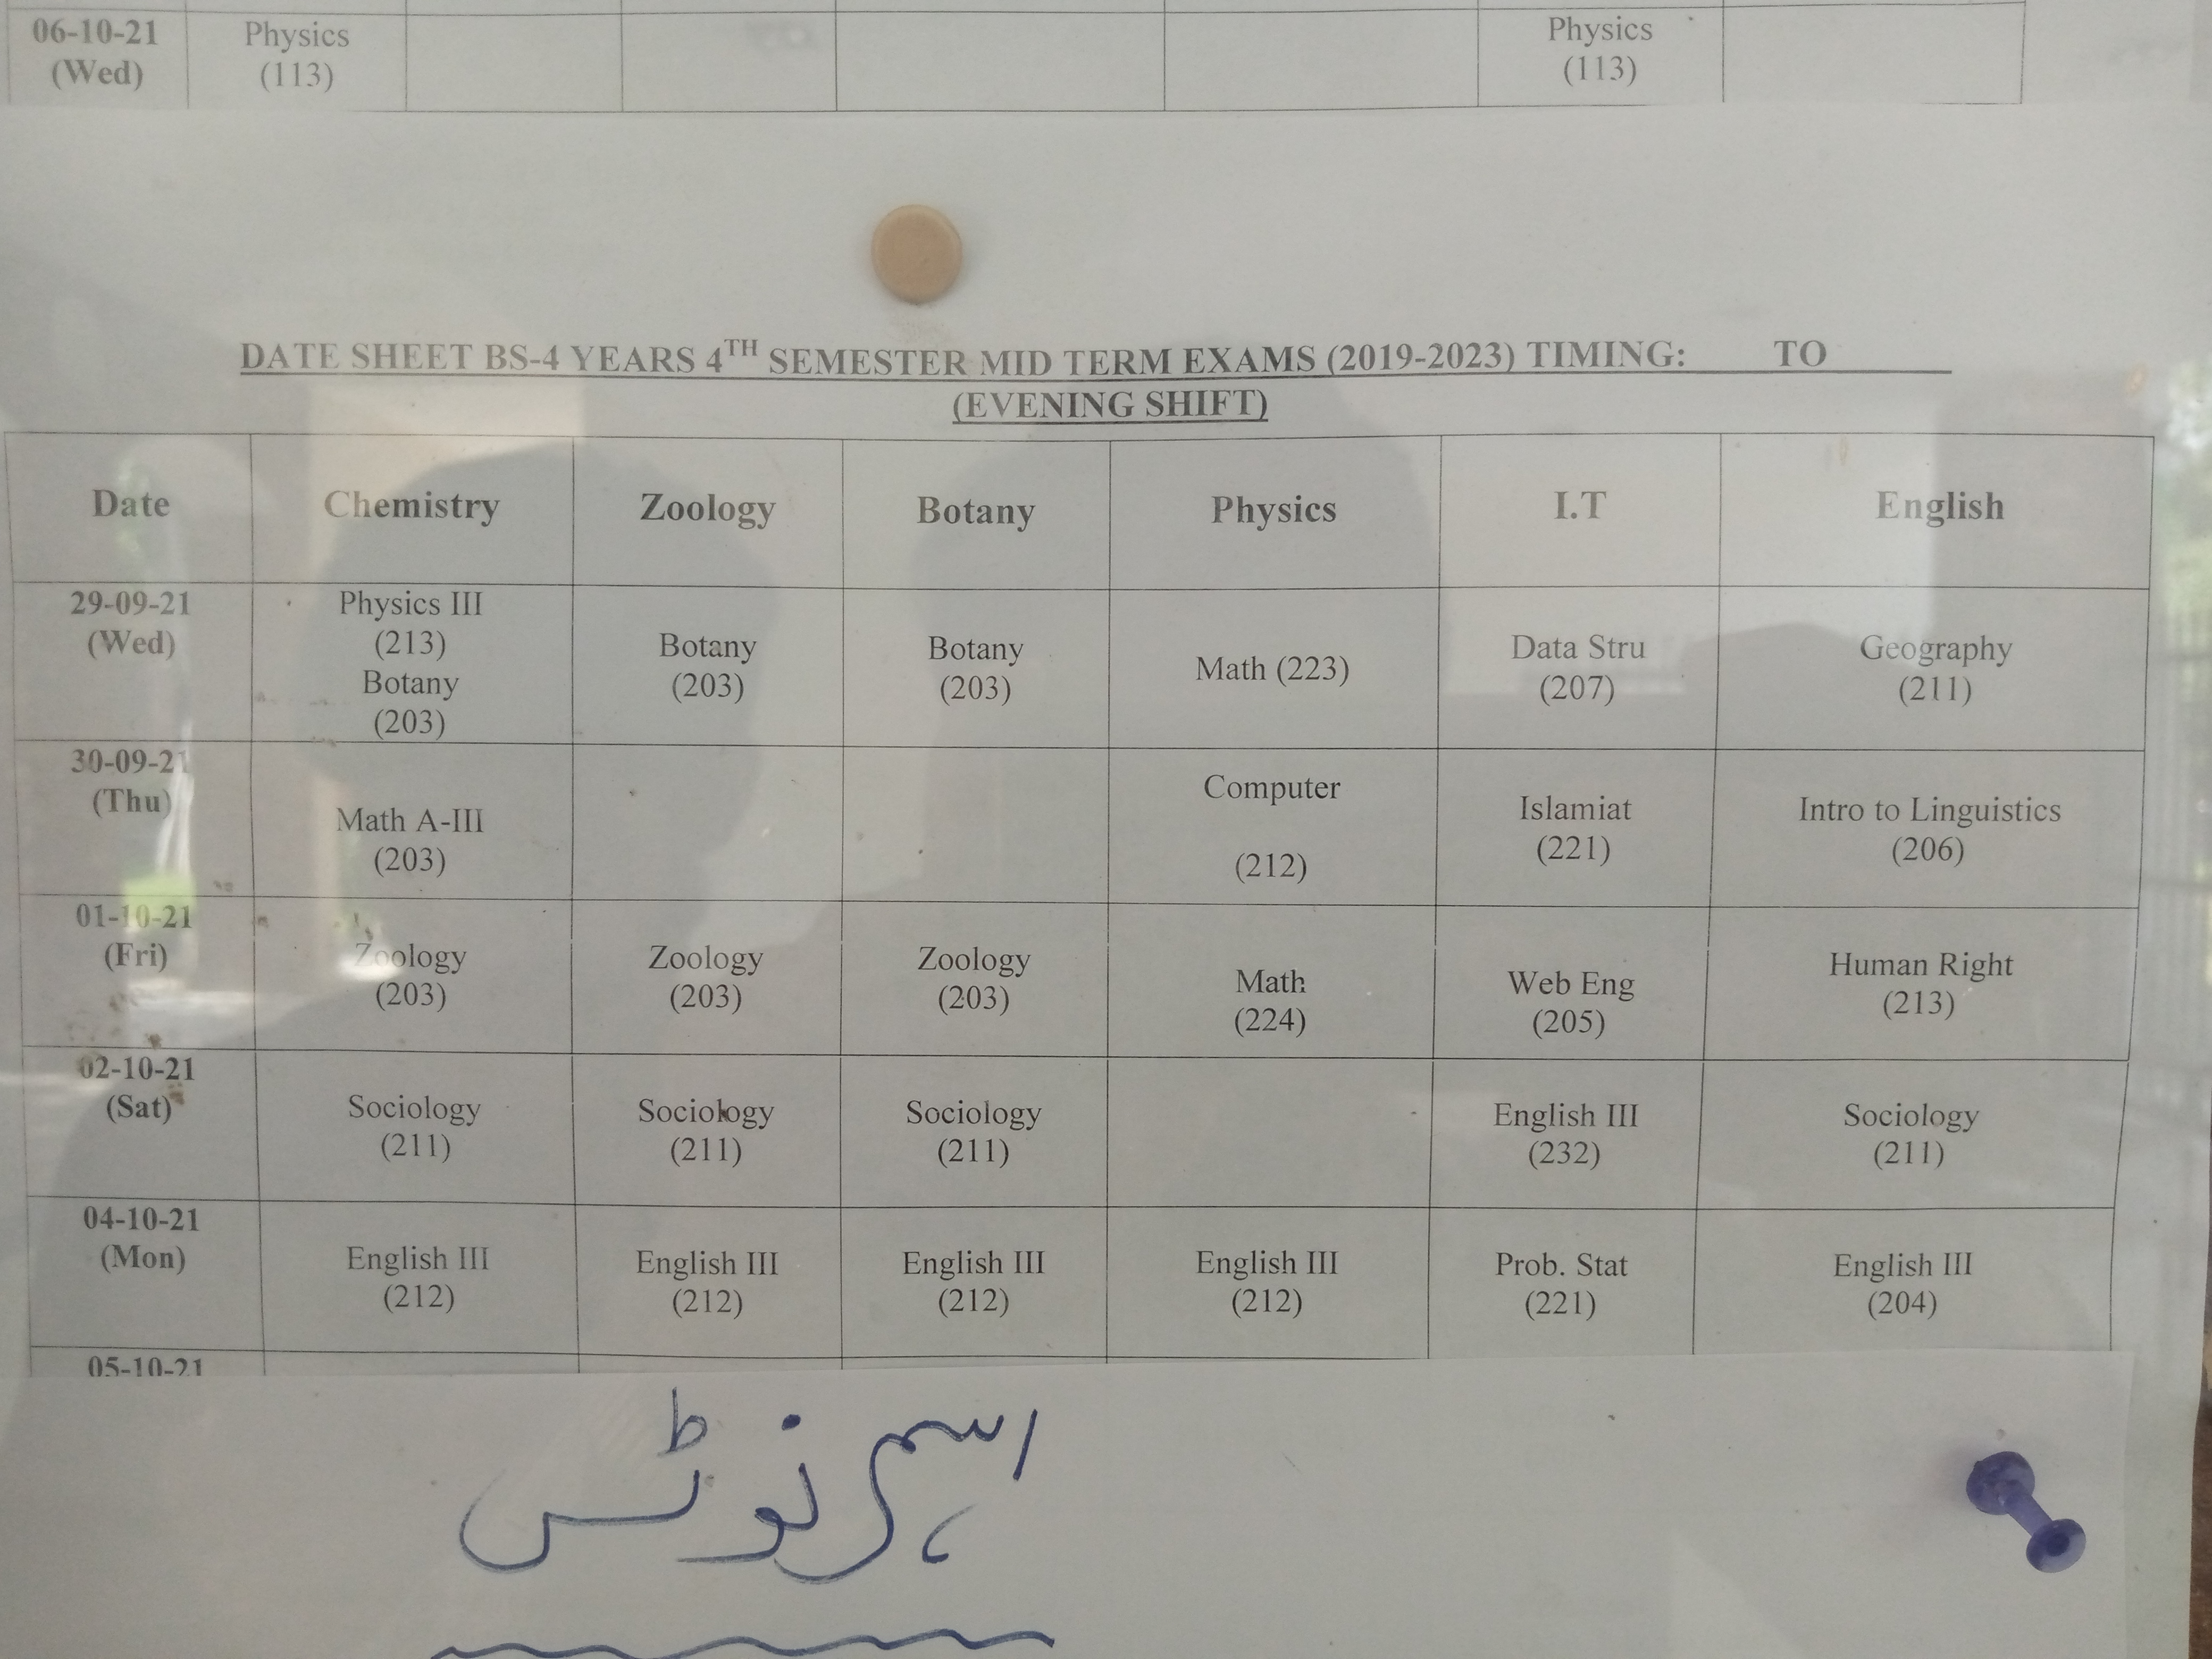 06-10-21 Physics Physics
(Wed) (113) (113)
DATE SHEET BS-4 YEARS 4TH SEMESTER MID TERM EXAMS (2019-2023) TIMING: TO
(EVENING SHIFT)
Date Chemistry Zoology Botany Physics I.T English
29-09-21 Physics III
(Wed) (213) Botany Botany Math (223) Data Stru Geography
Botany (203) (203) (207) (211)
(203)
30-09-21 Computer
(Thu) Math A-III Islamiat Intro to Linguistics
(203) (212) (221) (206)
01-10-21 Zoology Zoology Zoology Math Web Eng Human Right
(Fri) (203) (203) (203) (224) (205) (213)
02-10-21 Sociology Sociology Sociology English III Sociology
(Sat) (211) (211) (211) (232) (211)
04-10-21 English III English III English III English III Prob. Stat English III
(Mon) (212) (212) (212) (212) (221) (204)
05-10-21
اہم نوٹس